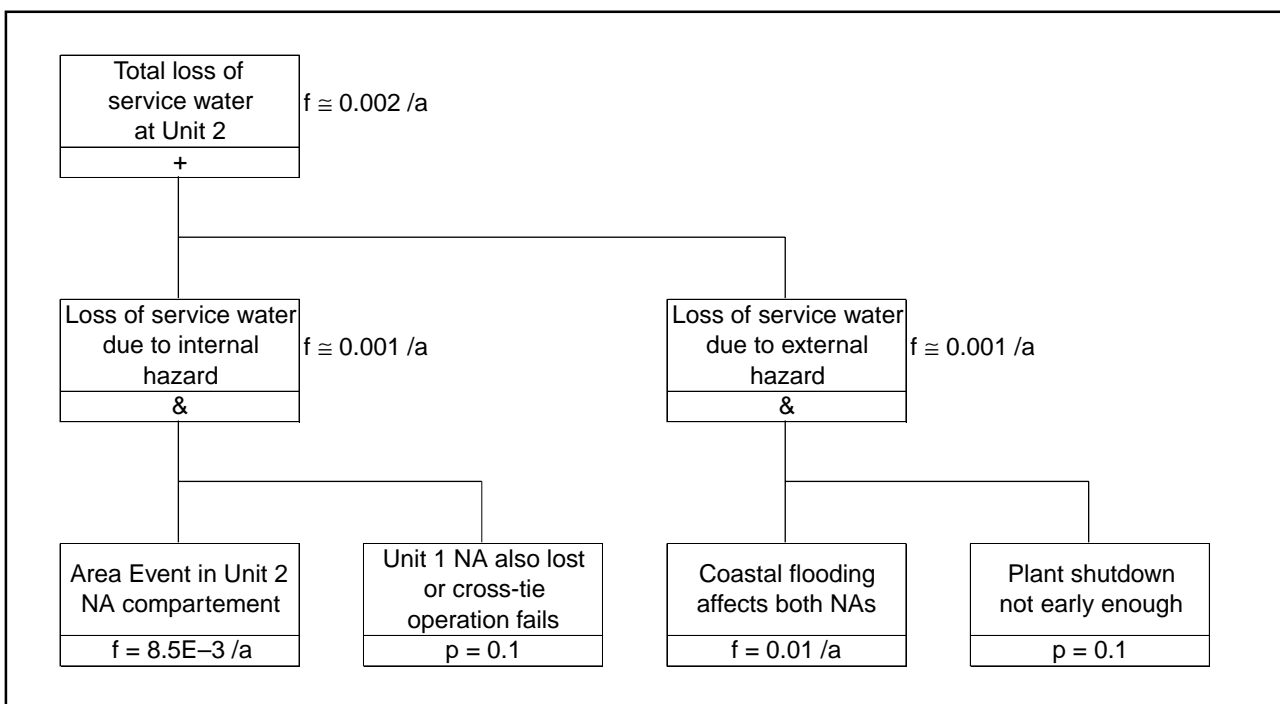 Total loss of
service water
at Unit 2
f ≅ 0.002 /a
+
Loss of service water
due to internal
hazard
f ≅ 0.001 /a
&
Loss of service water
due to external
hazard
f ≅ 0.001 /a
&
Area Event in Unit 2
NA compartement
f = 8.5E–3 /a
Unit 1 NA also lost
or cross-tie
operation fails
p = 0.1
Coastal flooding
affects both NAs
f = 0.01 /a
Plant shutdown
not early enough
p = 0.1